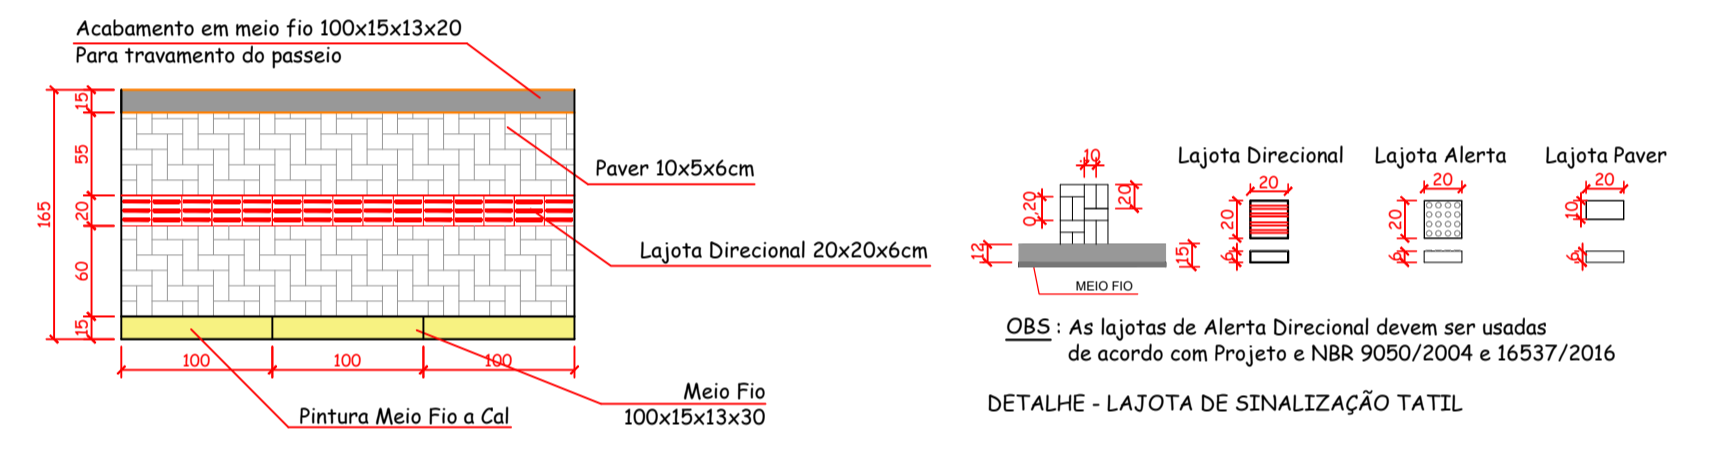 Acabamento em meio fio 100x15x13x20
Para travamento do passeio
15
55
20
60
15
165
Paver 10x5x6cm
Lajota Direcional 20x20x6cm
100
100
100
Pintura Meio Fio a Cal
Meio Fio
100x15x13x30
.10
.20
0,20
12
15
MEIO FIO
Lajota Direcional
20
20
6
Lajota Alerta
20
20
6
Lajota Paver
20
10
6
OBS : As lajotas de Alerta Direcional devem ser usadas
de acordo com Projeto e NBR 9050/2004 e 16537/2016
DETALHE - LAJOTA DE SINALIZAÇÃO TATIL